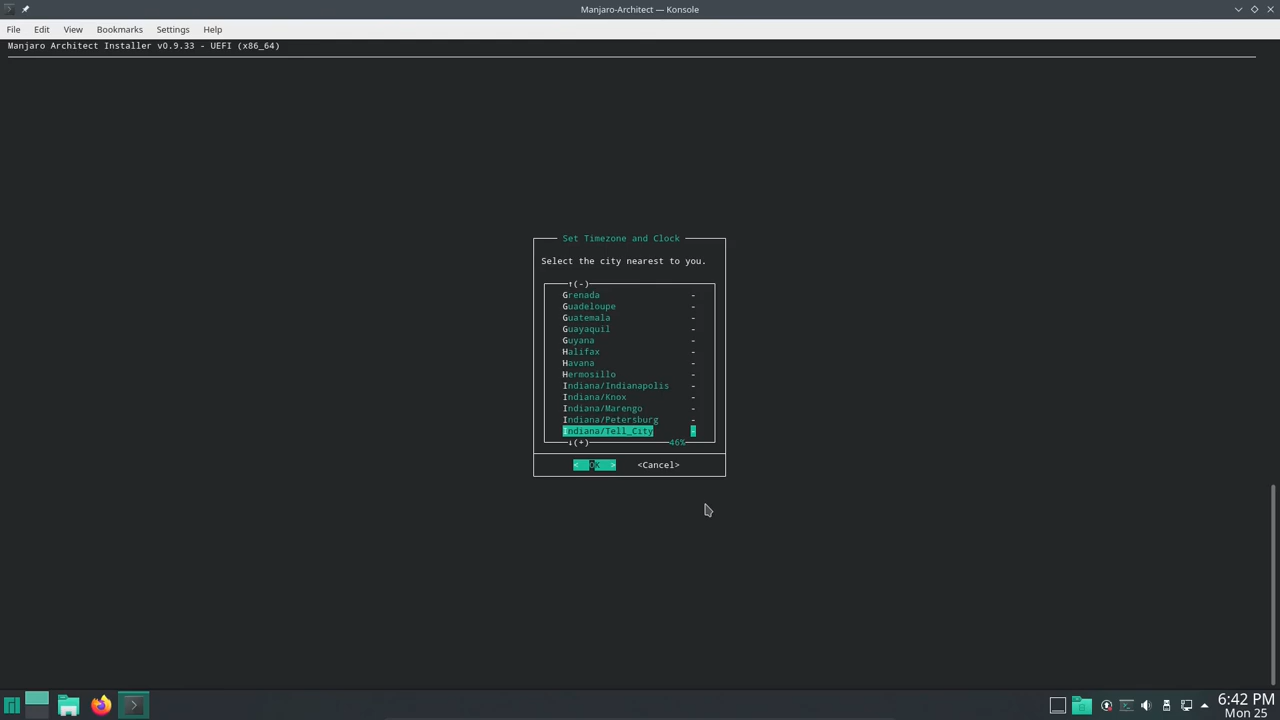 Manjaro-Architect — Konsole
File Edit View Bookmarks Settings Help
Manjaro Architect Installer v0.9.33 - UEFI (x86_64)
Set Timezone and Clock
Select the city nearest to you.
↑(-)
Grenada -
Guadeloupe -
Guatemala -
Guayaquil -
Guyana -
Halifax -
Havana -
Hermosillo -
Indiana/Indianapolis -
Indiana/Knox -
Indiana/Marengo -
Indiana/Petersburg -
Indiana/Tell_City -
↓(+) 46%
< OK > <Cancel>
6:42 PM
Mon 25